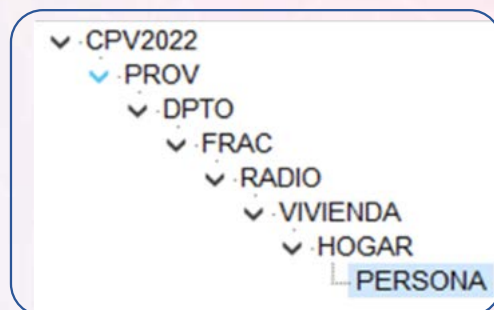 CPV2022
PROV
DPTO
FRAC
RADIO
VIVIENDA
HOGAR
PERSONA